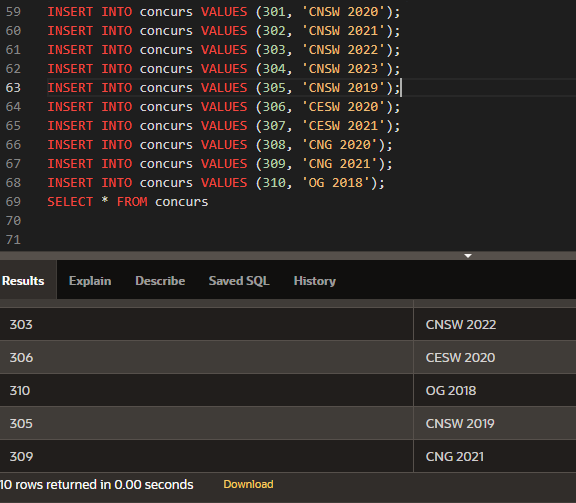 59 INSERT INTO concurs VALUES (301, 'CNSW 2020');
60 INSERT INTO concurs VALUES (302, 'CNSW 2021');
61 INSERT INTO concurs VALUES (303, 'CNSW 2022');
62 INSERT INTO concurs VALUES (304, 'CNSW 2023');
63 INSERT INTO concurs VALUES (305, 'CNSW 2019');
64 INSERT INTO concurs VALUES (306, 'CESW 2020');
65 INSERT INTO concurs VALUES (307, 'CESW 2021');
66 INSERT INTO concurs VALUES (308, 'CNG 2020');
67 INSERT INTO concurs VALUES (309, 'CNG 2021');
68 INSERT INTO concurs VALUES (310, 'OG 2018');
69 SELECT * FROM concurs
70
71
Results Explain Describe Saved SQL History
303 CNSW 2022
306 CESW 2020
310 OG 2018
305 CNSW 2019
309 CNG 2021
10 rows returned in 0.00 seconds Download